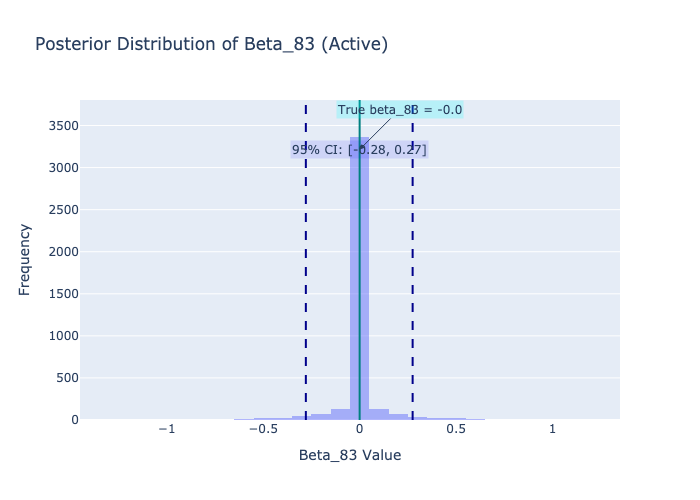 Posterior Distribution of Beta_83 (Active)
True beta_83 = -0.0
95% CI: [-0.28, 0.27]
3500
3000
2500
2000
1500
1000
500
0
Frequency
−1
−0.5
0
0.5
1
Beta_83 Value